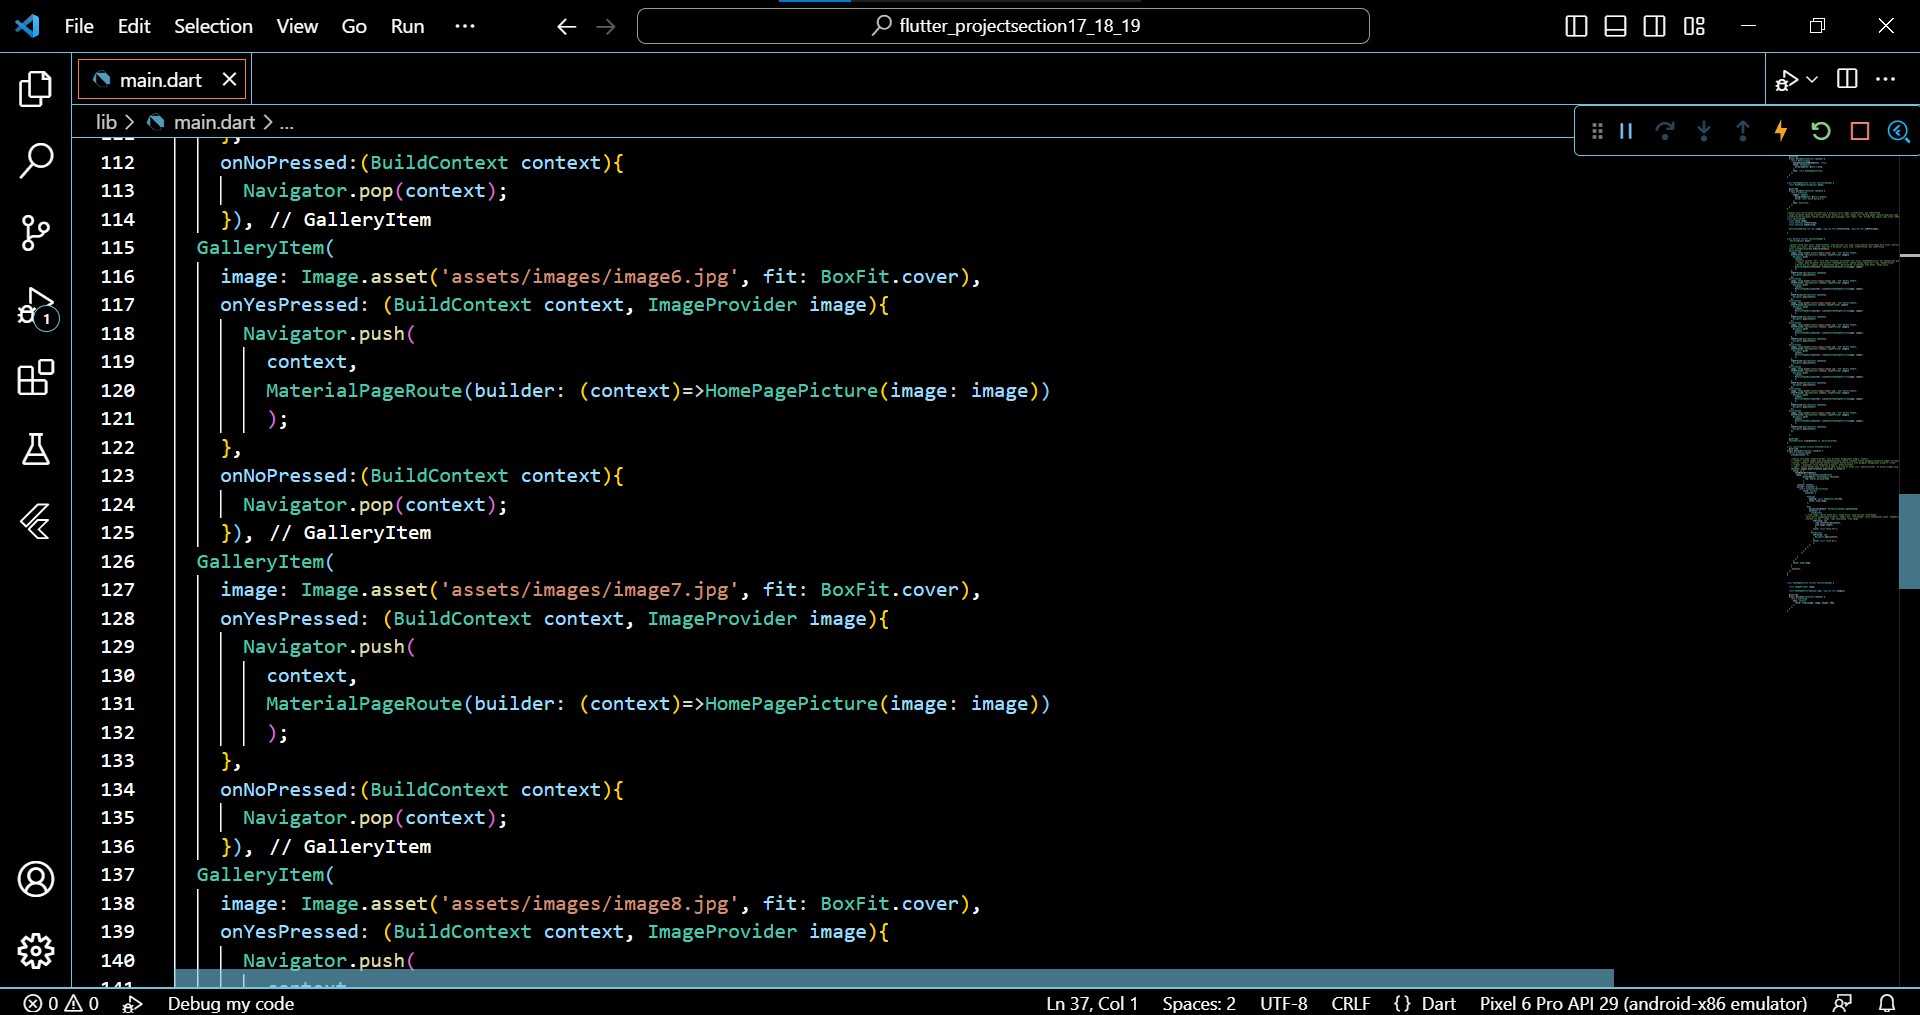 File Edit Selection View Go Run ···
flutter_projectsection17_18_19
main.dart
lib > main.dart > ...
112 onNoPressed:(BuildContext context){
113 Navigator.pop(context);
114 }), // GalleryItem
115 GalleryItem(
116 image: Image.asset('assets/images/image6.jpg', fit: BoxFit.cover),
117 onYesPressed: (BuildContext context, ImageProvider image){
118 Navigator.push(
119 context,
120 MaterialPageRoute(builder: (context)=>HomePagePicture(image: image))
121 );
122 },
123 onNoPressed:(BuildContext context){
124 Navigator.pop(context);
125 }), // GalleryItem
126 GalleryItem(
127 image: Image.asset('assets/images/image7.jpg', fit: BoxFit.cover),
128 onYesPressed: (BuildContext context, ImageProvider image){
129 Navigator.push(
130 context,
131 MaterialPageRoute(builder: (context)=>HomePagePicture(image: image))
132 );
133 },
134 onNoPressed:(BuildContext context){
135 Navigator.pop(context);
136 }), // GalleryItem
137 GalleryItem(
138 image: Image.asset('assets/images/image8.jpg', fit: BoxFit.cover),
139 onYesPressed: (BuildContext context, ImageProvider image){
140 Navigator.push(
1
0 0 Debug my code Ln 37, Col 1 Spaces: 2 UTF-8 CRLF {} Dart Pixel 6 Pro API 29 (android-x86 emulator)